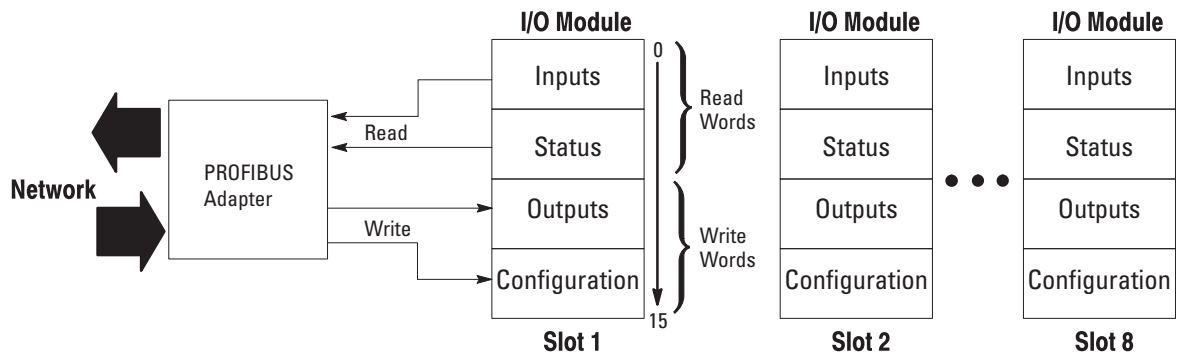 I/O Module
I/O Module
I/O Module
0
Inputs
Status
Outputs
Configuration
Read
Words
Write
Words
15
Slot 1
Read
Write
PROFIBUS
Adapter
Network
Inputs
Status
Outputs
Configuration
Slot 2
Inputs
Status
Outputs
Configuration
Slot 8